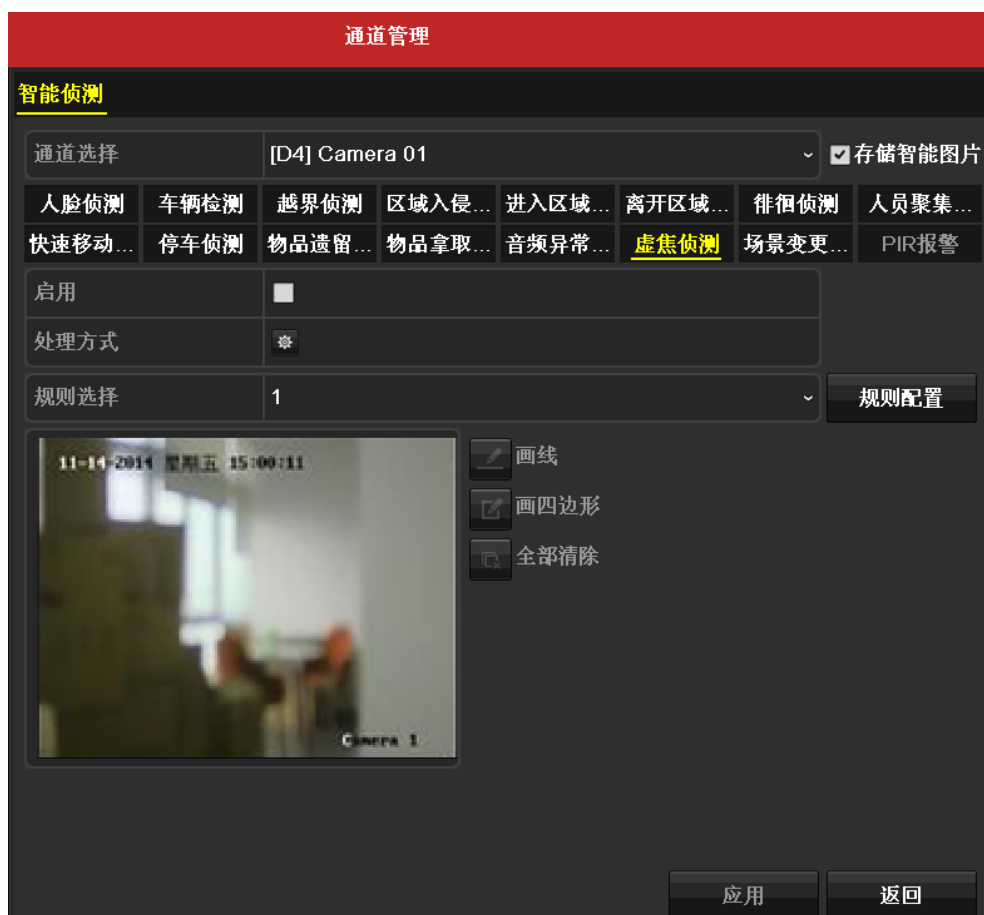 通道管理
智能侦测
通道选择 [D4] Camera 01 存储智能图片
人脸侦测 车辆检测 越界侦测 区域入侵... 进入区域... 离开区域... 徘徊侦测 人员聚集...
快速移动... 停车侦测 物品遗留... 物品拿取... 音频异常... 虚焦侦测 场景变更... PIR报警
启用
处理方式
规则选择 1 规则配置
11-14-2014 星期五 15:00:11
画线
画四边形
全部清除
Camera 1
应用 返回